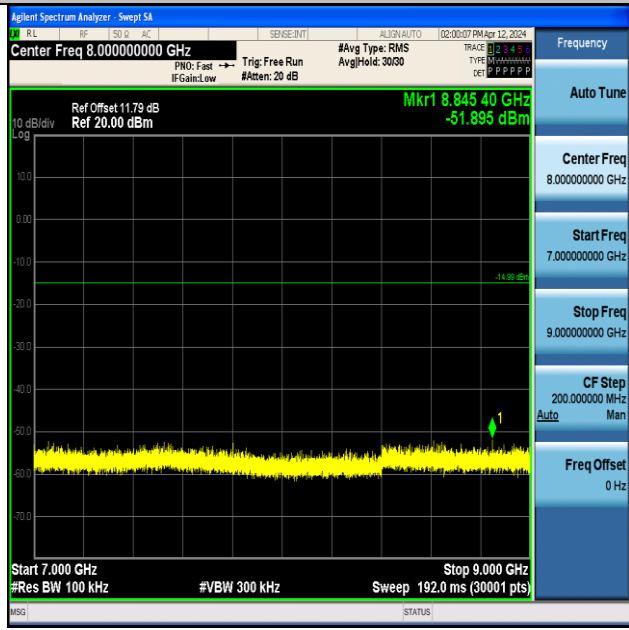 Agilent Spectrum Analyzer - Swept SA
RL RF 50 Ω AC SENSE:INT ALIGN AUTO 02:00:07 PM Apr 12, 2024
Center Freq 8.000000000 GHz
PNO: Fast
IFGain:Low
Trig: Free Run
#Atten: 20 dB
#Avg Type: RMS
Avg|Hold: 30/30
TRACE 1 2 3 4 5 6
TYPE M
DET P P P P P P
Ref Offset 11.79 dB
10 dB/div Ref 20.00 dBm
Log
Mkr1 8.845 40 GHz
-51.895 dBm
10.0
0.00
-10.0
-14.99 dBm
-20.0
-30.0
-40.0
-50.0
1
-60.0
-70.0
Start 7.000 GHz Stop 9.000 GHz
#Res BW 100 kHz #VBW 300 kHz Sweep 192.0 ms (30001 pts)
MSG STATUS
Frequency
Auto Tune
Center Freq
8.000000000 GHz
Start Freq
7.000000000 GHz
Stop Freq
9.000000000 GHz
CF Step
200.000000 MHz
Auto Man
Freq Offset
0 Hz